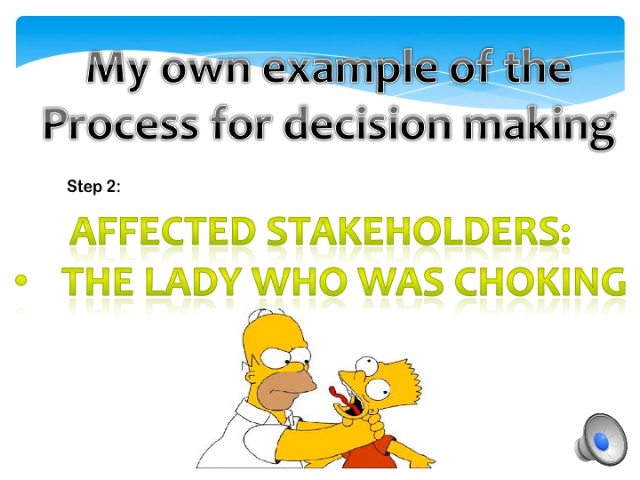 My own example of the
Process for decision making
Step 2:
AFFECTED STAKEHOLDERS:
• THE LADY WHO WAS CHOKING